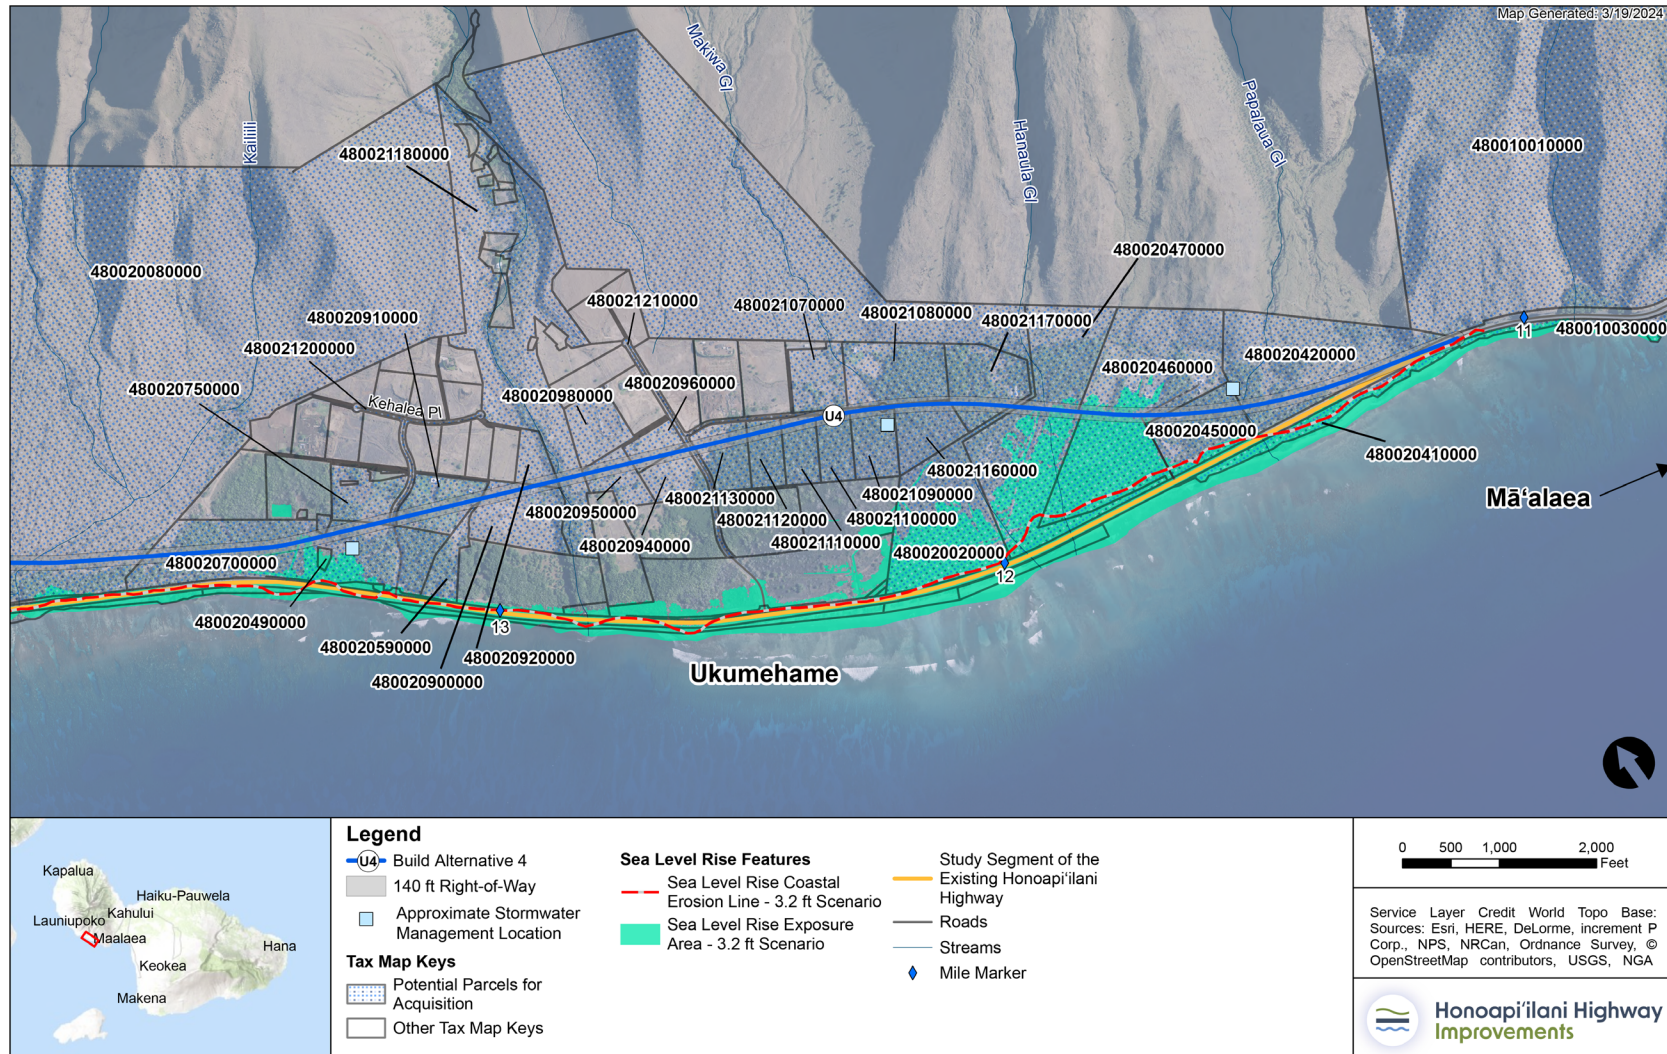 Map Generated: 3/19/2024
Makiwa Gl
Papalaua Gl
Kaliili
Hanaula Gl
480010010000
480021180000
480020470000
480020080000
480021210000
480021070000
480021080000
480021170000
480020910000
11
480010030000
480021200000
480020420000
480020460000
480020750000
480020980000
480020960000
Kehalea Pl
U4
480020450000
480020410000
480021160000
480021130000
480021090000
Mā‘alaea
480020950000
480021120000
480021100000
480020940000
480021110000
480020020000
480020700000
12
480020490000
13
480020590000
480020920000
480020900000
Ukumehame
Kapalua
Haiku-Pauwela
Launiupoko
Kahului
Maalaea
Hana
Keokea
Makena
Legend
U4 Build Alternative 4
140 ft Right-of-Way
Approximate Stormwater
Management Location
Tax Map Keys
Potential Parcels for
Acquisition
Other Tax Map Keys
Sea Level Rise Features
Sea Level Rise Coastal
Erosion Line - 3.2 ft Scenario
Sea Level Rise Exposure
Area - 3.2 ft Scenario
Study Segment of the
Existing Honoapi‘ilani
Highway
Roads
Streams
Mile Marker
0 500 1,000 2,000
Feet
Service Layer Credit World Topo Base:
Sources: Esri, HERE, DeLorme, increment P
Corp., NPS, NRCan, Ordnance Survey, ©
OpenStreetMap contributors, USGS, NGA
Honoapi‘ilani Highway
Improvements